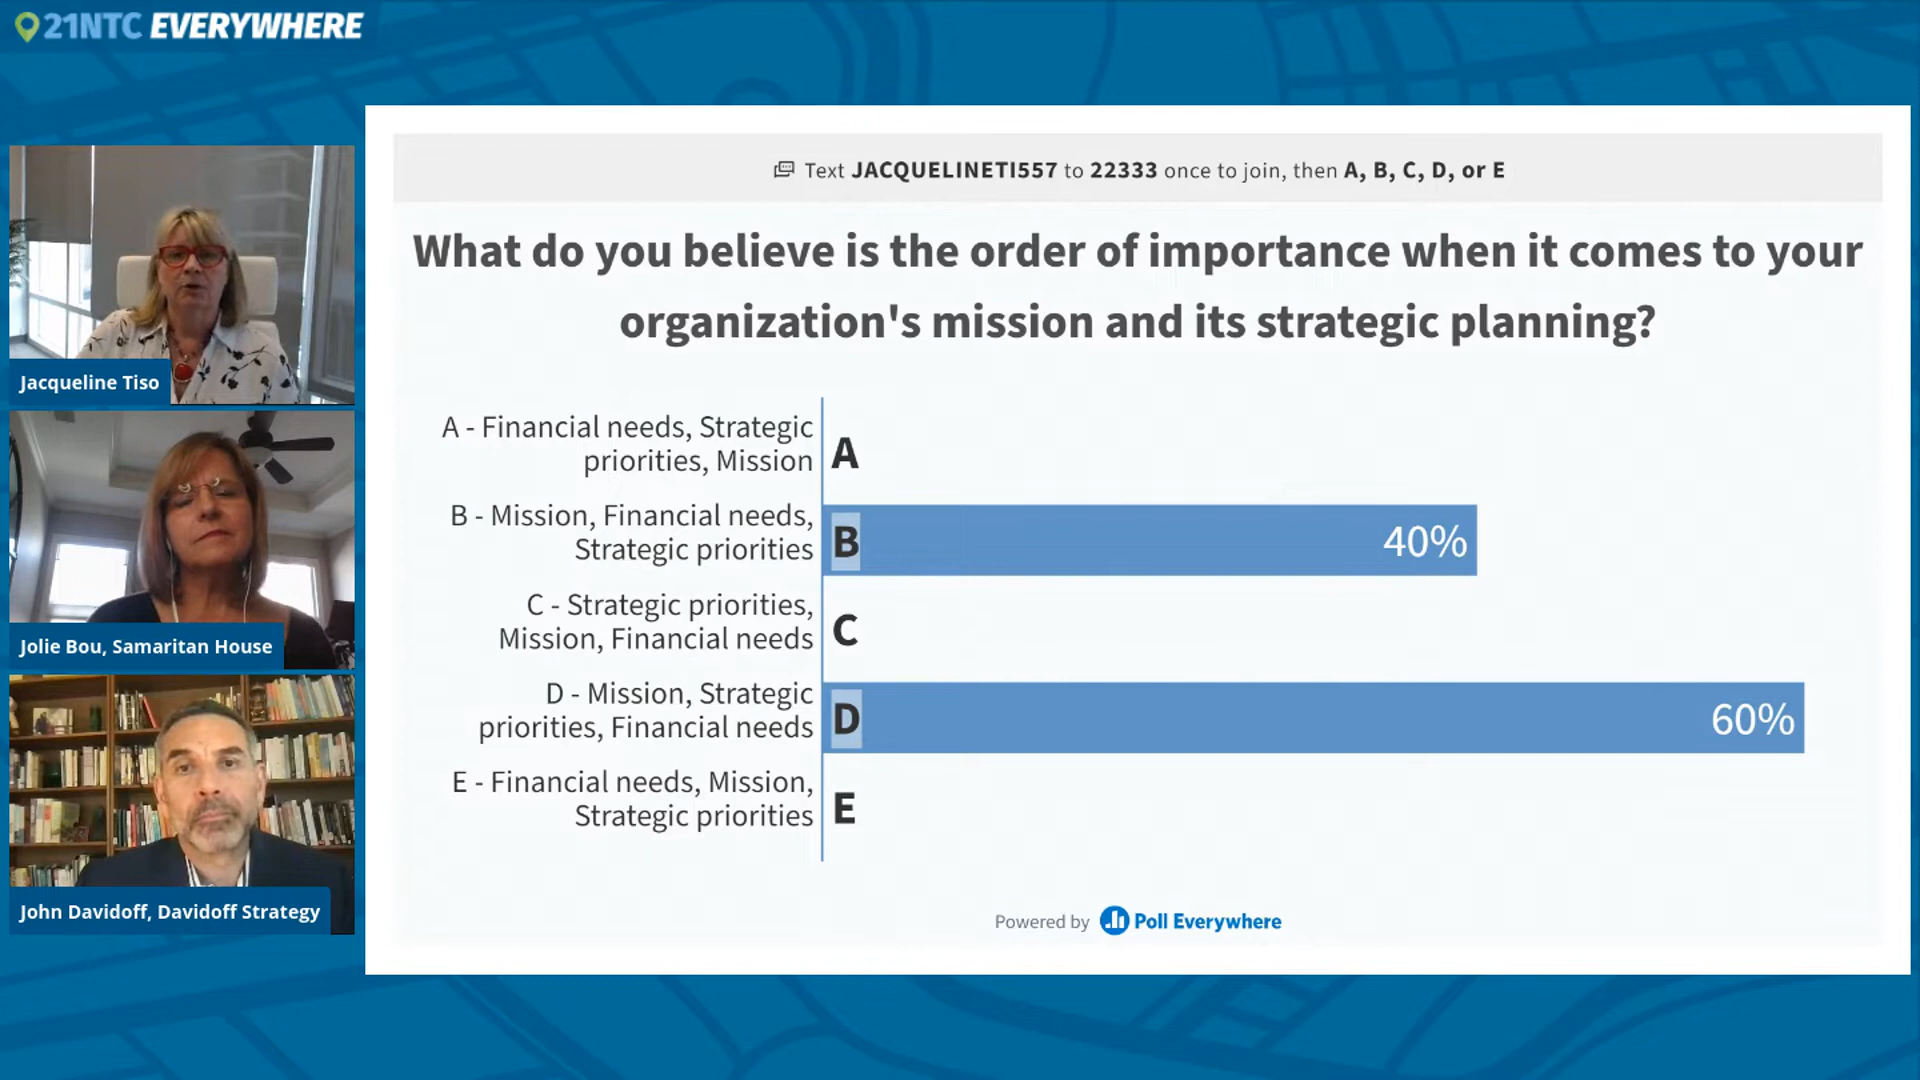 21NTC EVERYWHERE
Text JACQUELINETI557 to 22333 once to join, then A, B, C, D, or E
What do you believe is the order of importance when it comes to your
organization's mission and its strategic planning?
A - Financial needs, Strategic
priorities, Mission
A
B - Mission, Financial needs,
Strategic priorities
B
40%
C - Strategic priorities,
Mission, Financial needs
C
D - Mission, Strategic
priorities, Financial needs
D
60%
E - Financial needs, Mission,
Strategic priorities
E
Powered by Poll Everywhere
Jacqueline Tiso
Jolie Bou, Samaritan House
John Davidoff, Davidoff Strategy